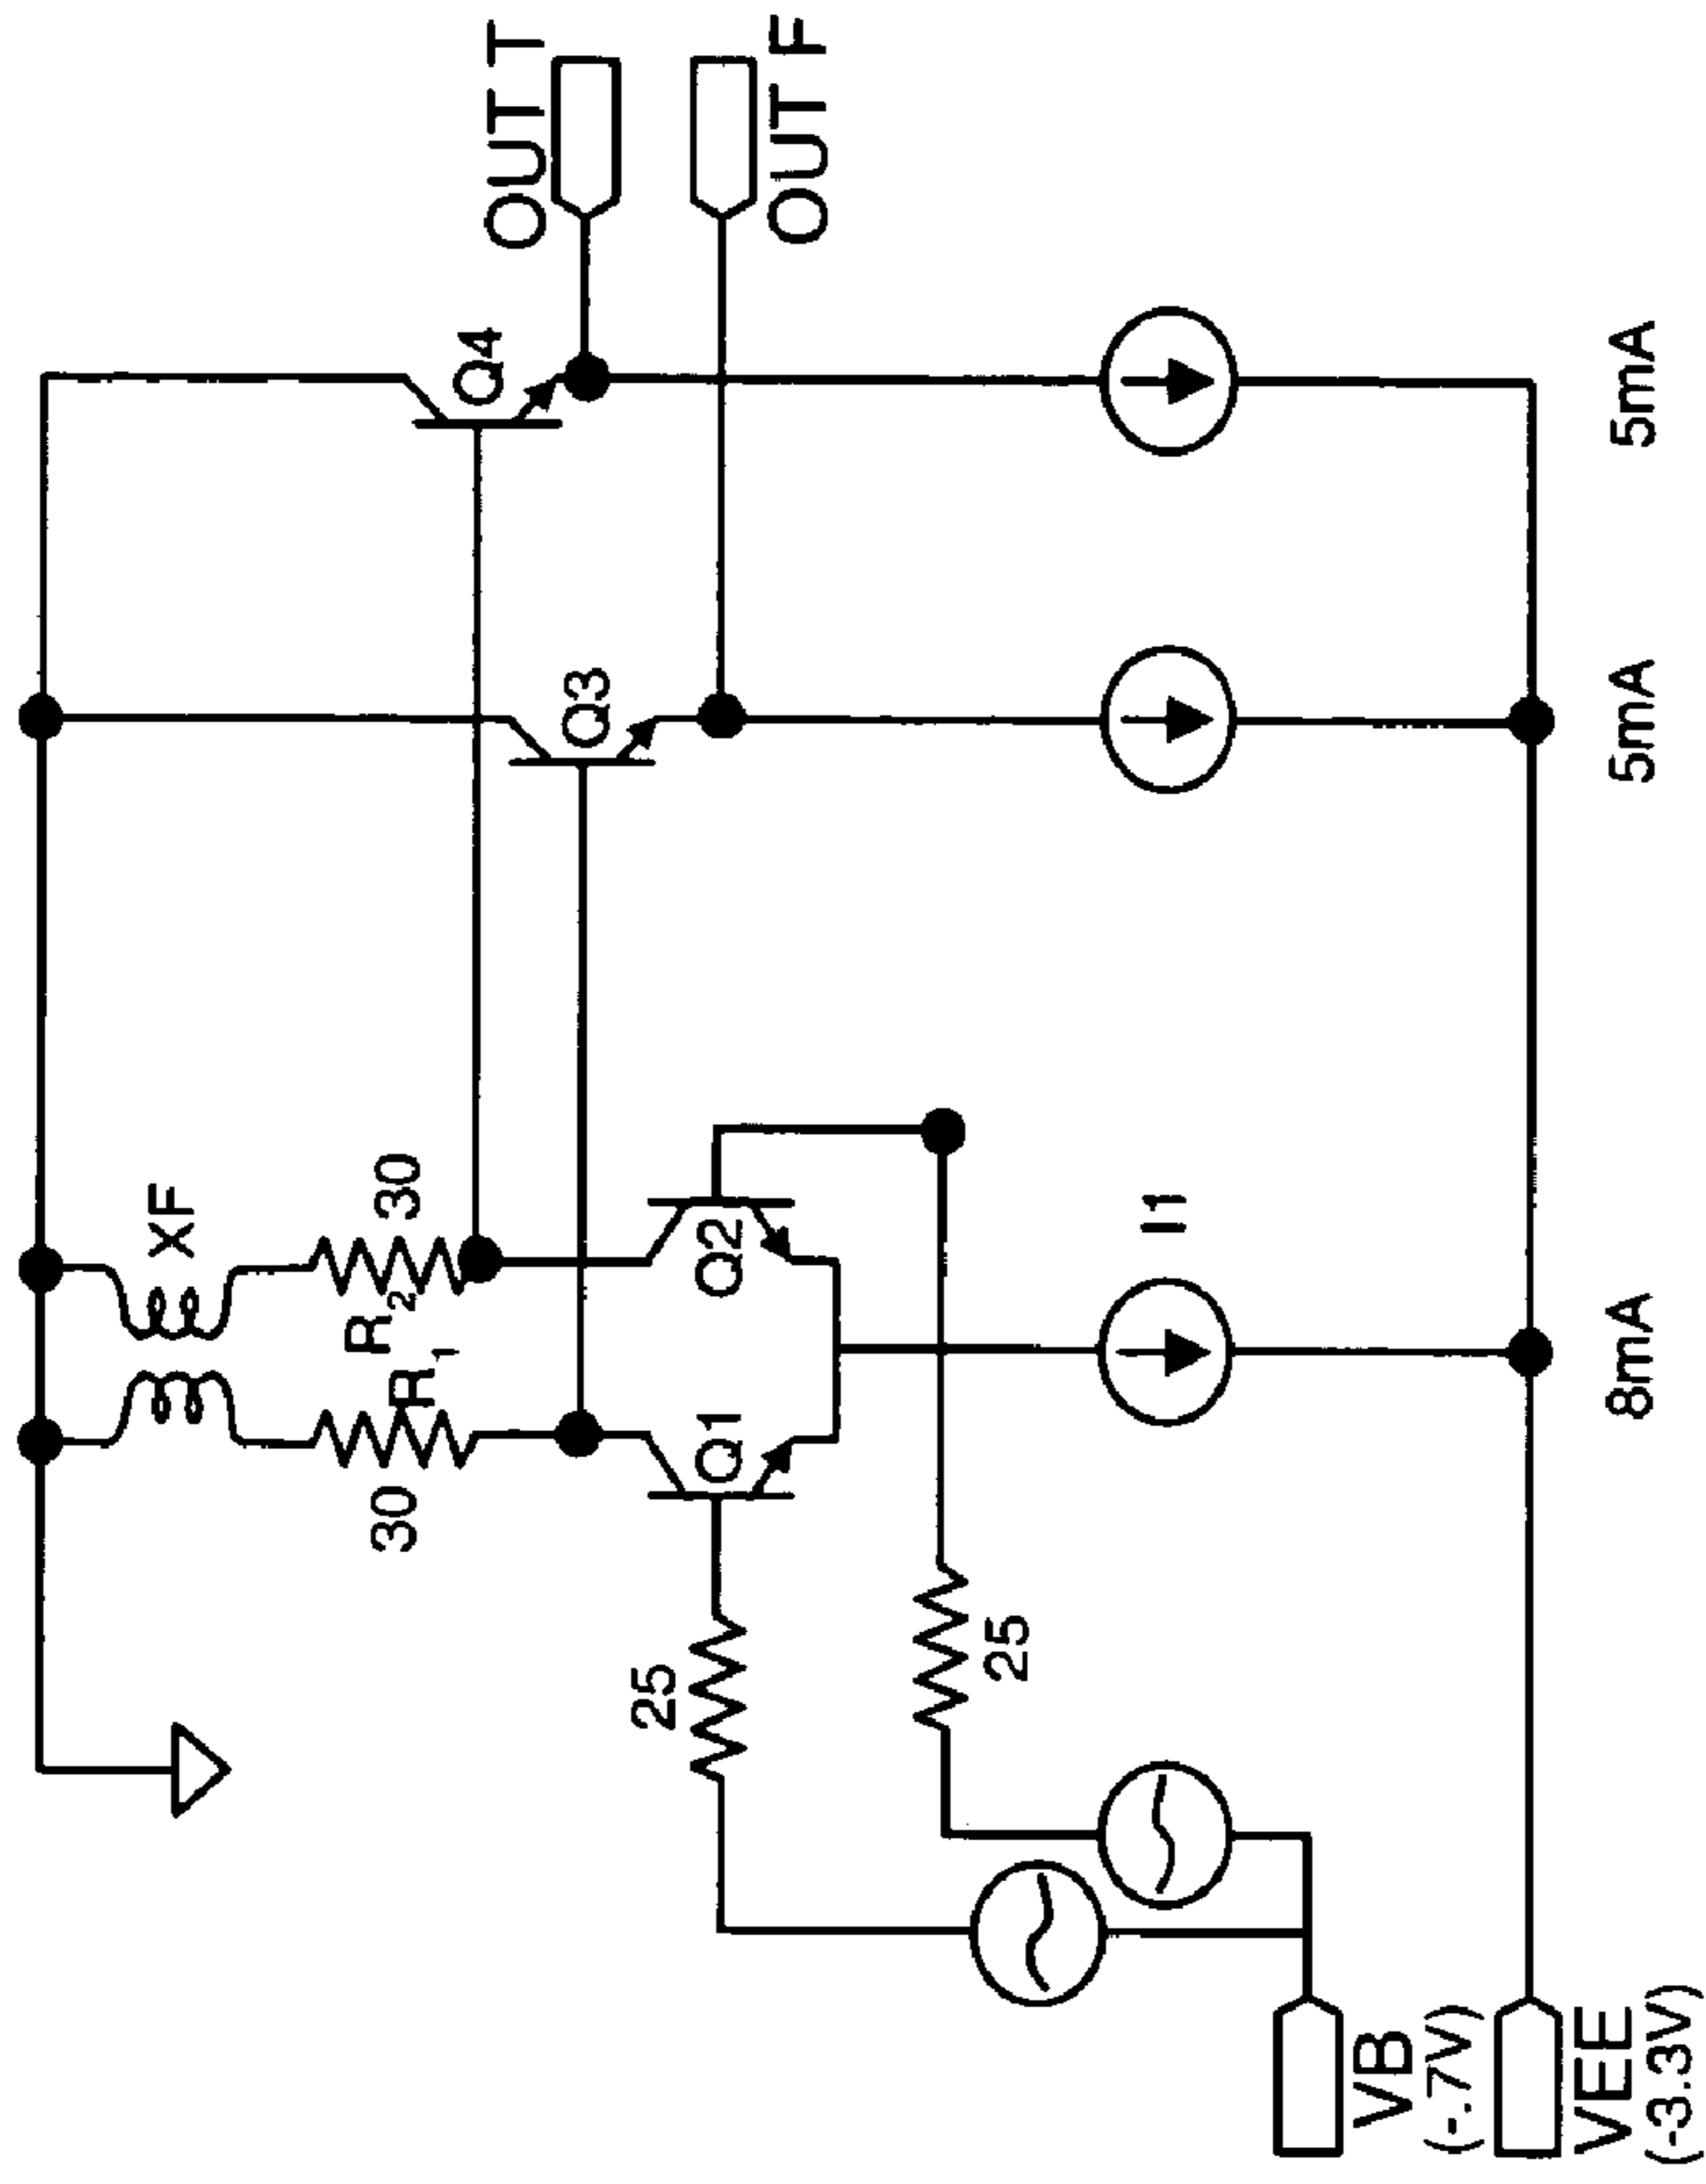 OUT T
OUT F
Q4
Q3
XF
30
R2
R1
30
Q2
Q1
I1
25
25
5mA
5mA
8mA
VB
(-.7V)
VEE
(-3.3V)